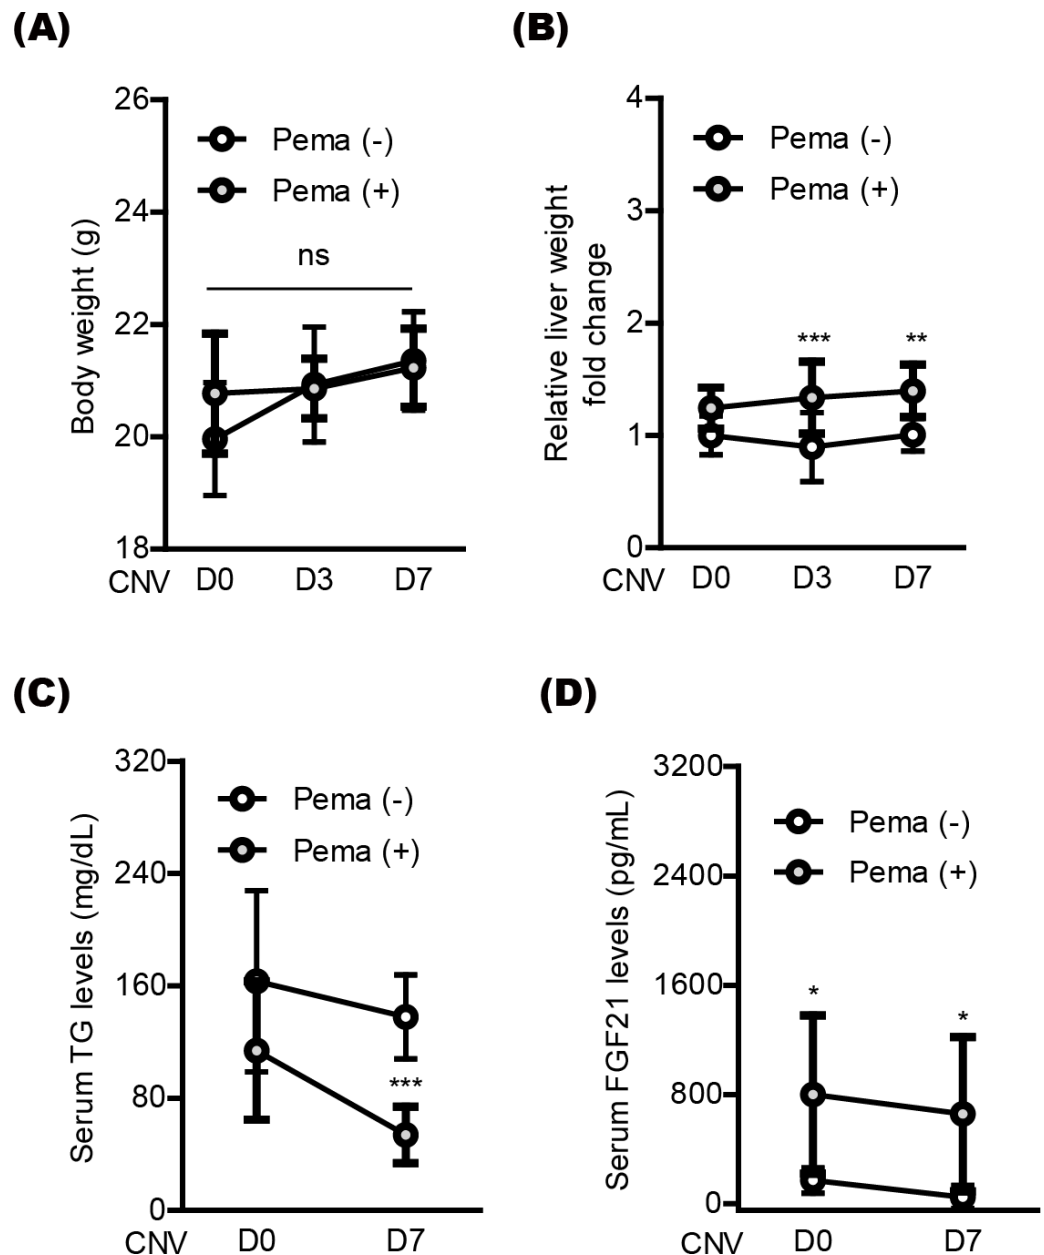 (A)
26
24
22
20
18
Body weight (g)
Pema (-)
Pema (+)
ns
CNV D0 D3 D7
(B)
4
3
2
1
0
Relative liver weight
fold change
Pema (-)
Pema (+)
*** **
CNV D0 D3 D7
(C)
320
240
160
80
0
Serum TG levels (mg/dL)
Pema (-)
Pema (+)
***
CNV D0 D7
(D)
3200
2400
1600
800
0
Serum FGF21 levels (pg/mL)
Pema (-)
Pema (+)
* *
CNV D0 D7